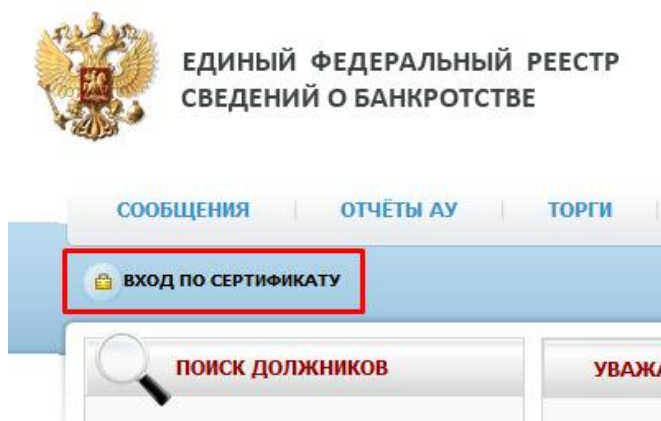 ЕДИНЫЙ ФЕДЕРАЛЬНЫЙ РЕЕСТР
СВЕДЕНИЙ О БАНКРОТСТВЕ
СООБЩЕНИЯ ОТЧЁТЫ АУ ТОРГИ
ВХОД ПО СЕРТИФИКАТУ
ПОИСК ДОЛЖНИКОВ